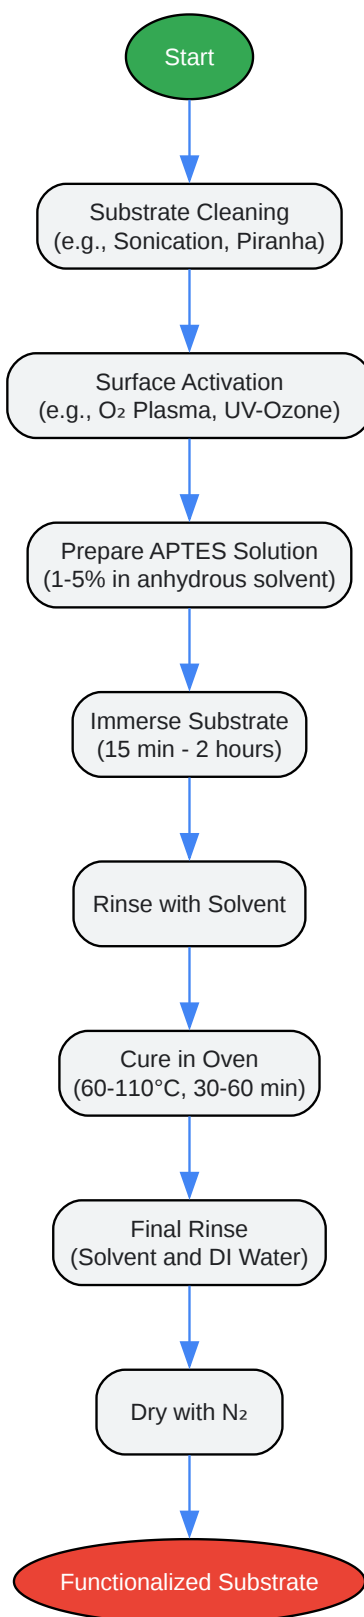 Start
Substrate Cleaning
(e.g., Sonication, Piranha)
Surface Activation
(e.g., O₂ Plasma, UV-Ozone)
Prepare APTES Solution
(1-5% in anhydrous solvent)
Immerse Substrate
(15 min - 2 hours)
Rinse with Solvent
Cure in Oven
(60-110°C, 30-60 min)
Final Rinse
(Solvent and DI Water)
Dry with N₂
Functionalized Substrate